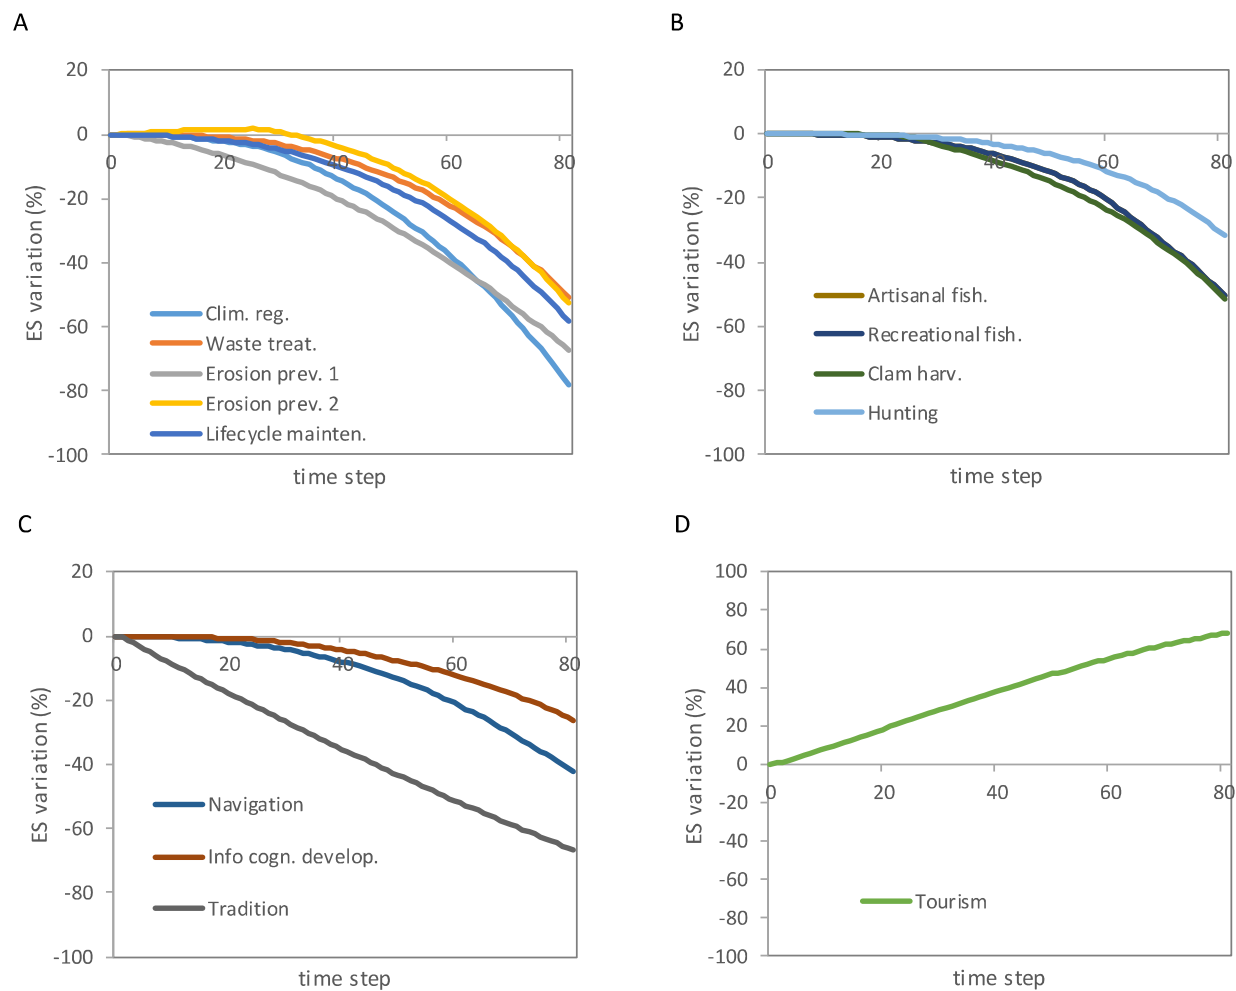 A
20
0
0
20
40
60
80
-20
-40
-60
-80
-100
ES variation (%)
Clim. reg.
Waste treat.
Erosion prev. 1
Erosion prev. 2
Lifecycle mainten.
time step
B
20
0
0
20
40
60
80
-20
-40
-60
-80
-100
ES variation (%)
Artisanal fish.
Recreational fish.
Clam harv.
Hunting
time step
C
20
0
0
20
40
60
80
-20
-40
-60
-80
-100
ES variation (%)
Navigation
Info cogn. develop.
Tradition
time step
D
100
80
60
40
20
0
0
20
40
60
80
-20
-40
-60
-80
-100
ES variation (%)
Tourism
time step